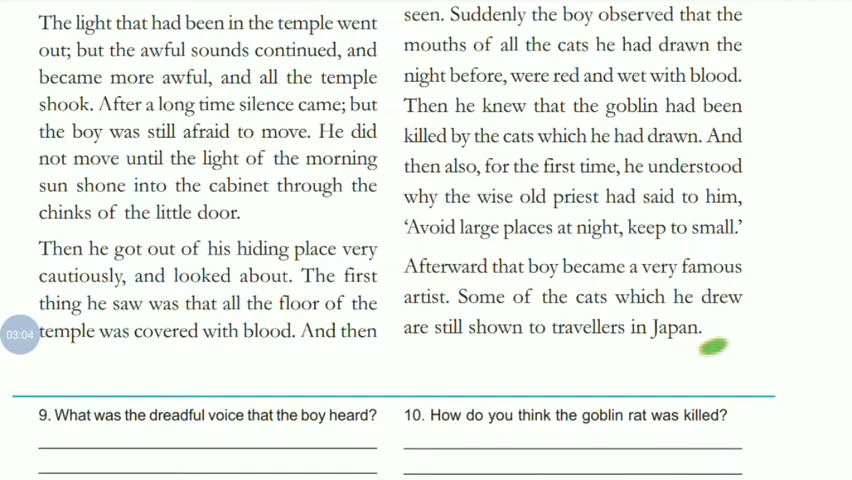 The light that had been in the temple went
out; but the awful sounds continued, and
became more awful, and all the temple
shook. After a long time silence came; but
the boy was still afraid to move. He did
not move until the light of the morning
sun shone into the cabinet through the
chinks of the little door.
Then he got out of his hiding place very
cautiously, and looked about. The first
thing he saw was that all the floor of the
temple was covered with blood. And then
03:04
seen. Suddenly the boy observed that the
mouths of all the cats he had drawn the
night before, were red and wet with blood.
Then he knew that the goblin had been
killed by the cats which he had drawn. And
then also, for the first time, he understood
why the wise old priest had said to him,
‘Avoid large places at night, keep to small.’
Afterward that boy became a very famous
artist. Some of the cats which he drew
are still shown to travellers in Japan.
9. What was the dreadful voice that the boy heard?
10. How do you think the goblin rat was killed?